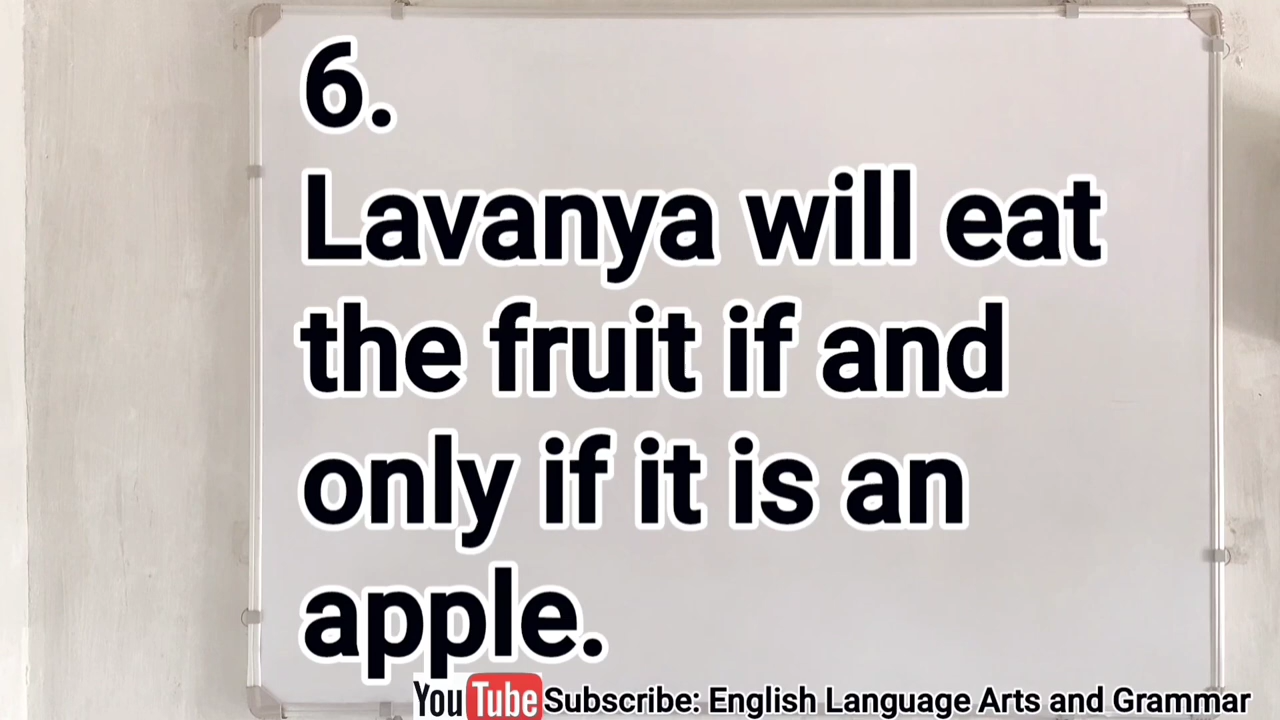 6.
Lavanya will eat
the fruit if and
only if it is an
apple.
YouTube Subscribe: English Language Arts and Grammar